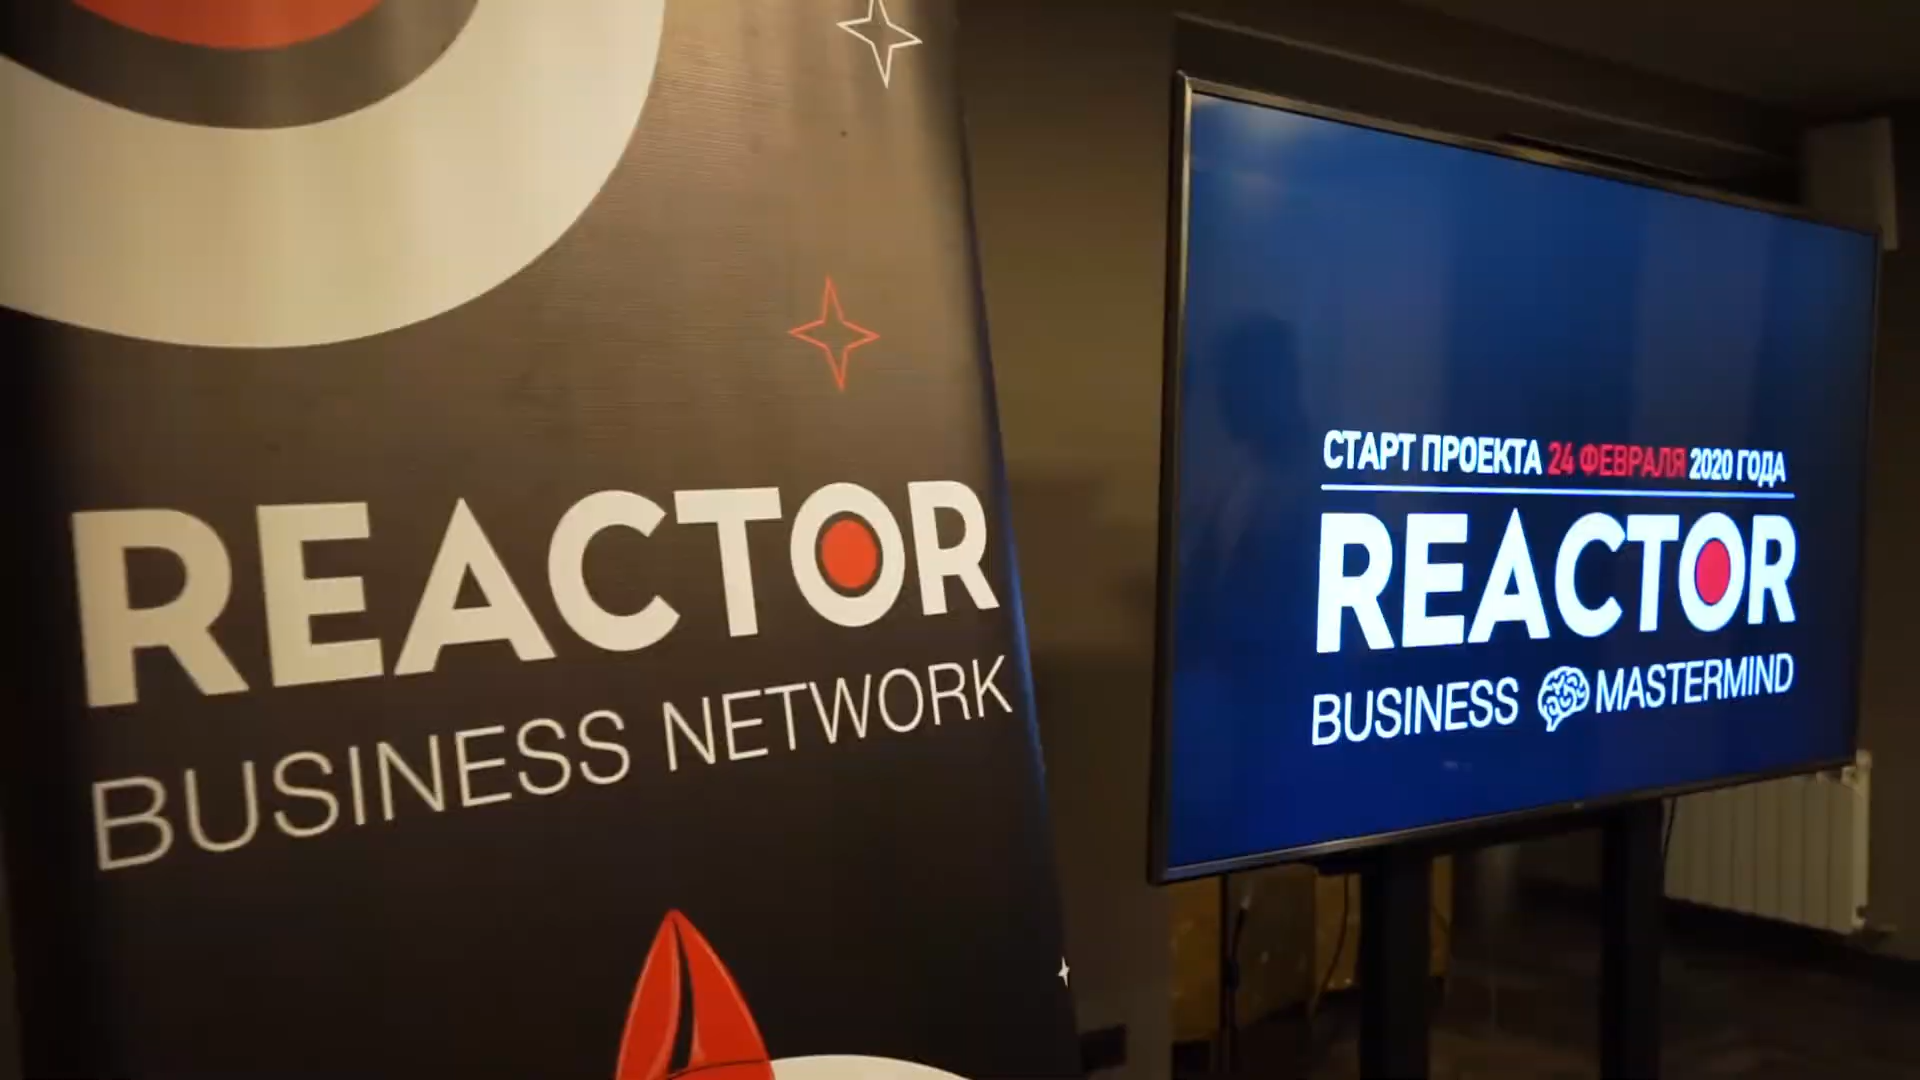 REACTOR
BUSINESS NETWORK
СТАРТ ПРОЕКТА 24 ФЕВРАЛЯ 2020 ГОДА
REACTOR
BUSINESS MASTERMIND